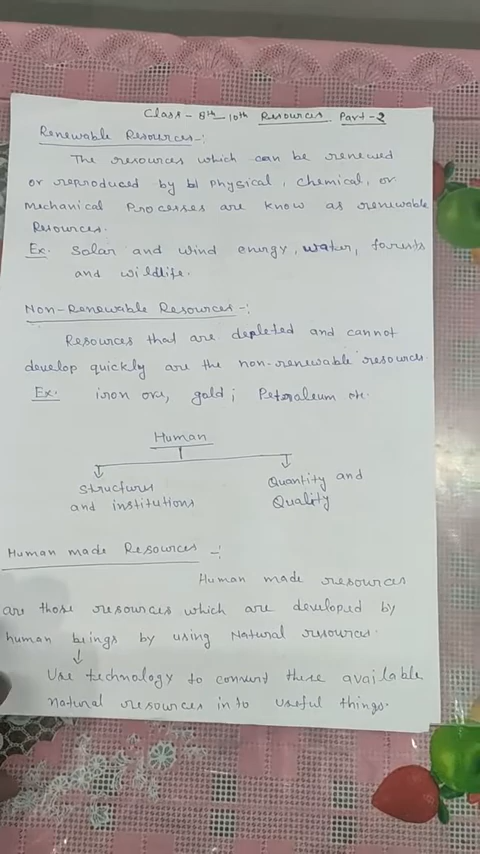 Class - 8th - 10th Resources Part-2
Renewable Resources -:
The resources which can be renewed
or reproduced by physical, chemical, or
Mechanical Processes are know as renewable
Resources.
Ex. Solar and wind energy, water, forests
and wildlife.
Non-Renewable Resources -:
Resources that are depleted and cannot
develop quickly are the non-renewable resources
Ex. iron ore, gold; Petroleum etc.
Human
Structures
and institutions
Quantity and
Quality
Human made Resources -:
Human made resources
are those resources which are developed by
human beings by using Natural resources.
Use technology to convert these available
natural resources in to useful things.